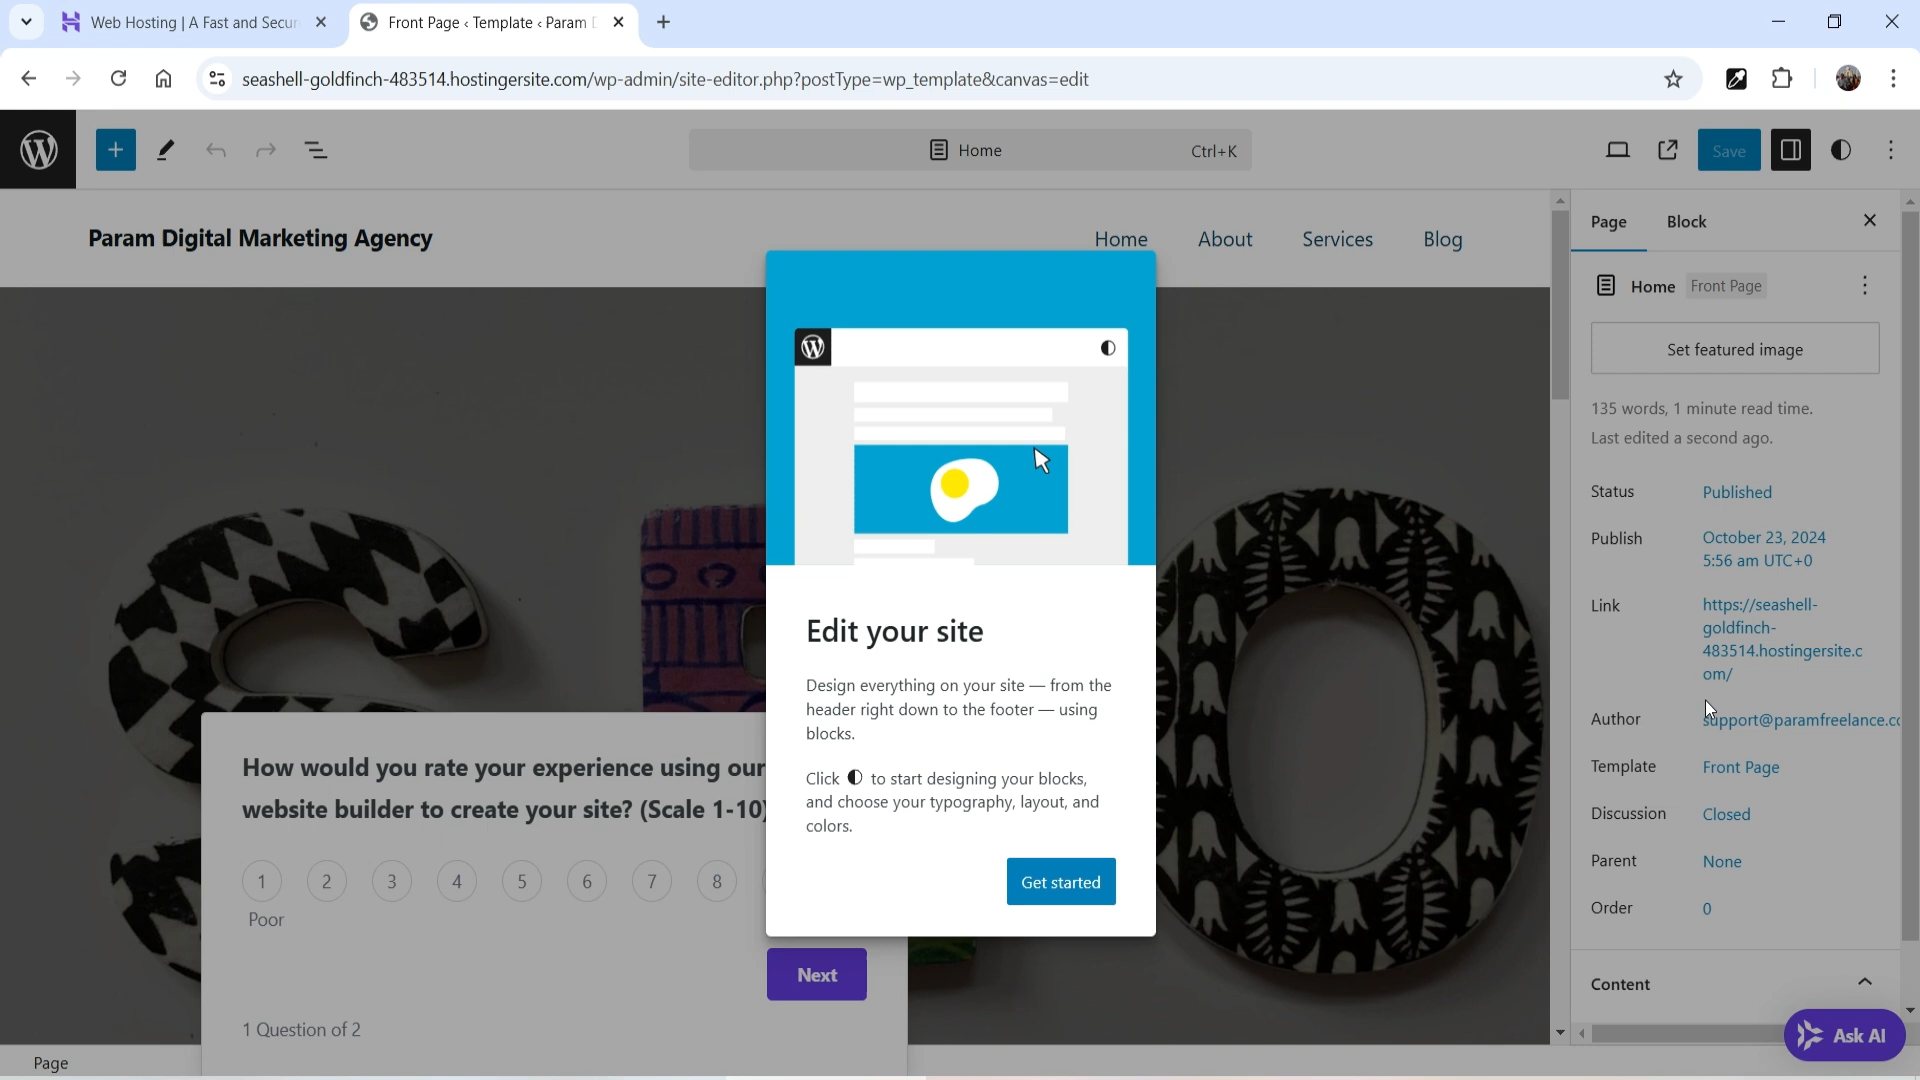 Web Hosting | A Fast and Secur
Front Page ‹ Template ‹ Param D
seashell-goldfinch-483514.hostingersite.com/wp-admin/site-editor.php?postType=wp_template&canvas=edit
Home
Ctrl+K
Save
Param Digital Marketing Agency
Home
About
Services
Blog
Page
Block
Home
Front Page
Set featured image
135 words, 1 minute read time.
Last edited a second ago.
Status
Published
Publish
October 23, 2024
5:56 am UTC+0
Link
https://seashell-
goldfinch-
483514.hostingersite.c
om/
Author
support@paramfreelance.co
Template
Front Page
Discussion
Closed
Parent
None
Order
0
Content
Ask AI
Edit your site
Design everything on your site — from the
header right down to the footer — using
blocks.
Click to start designing your blocks,
and choose your typography, layout, and
colors.
Get started
How would you rate your experience using our
website builder to create your site? (Scale 1-10)
1
2
3
4
5
6
7
8
Poor
Next
1 Question of 2
Page